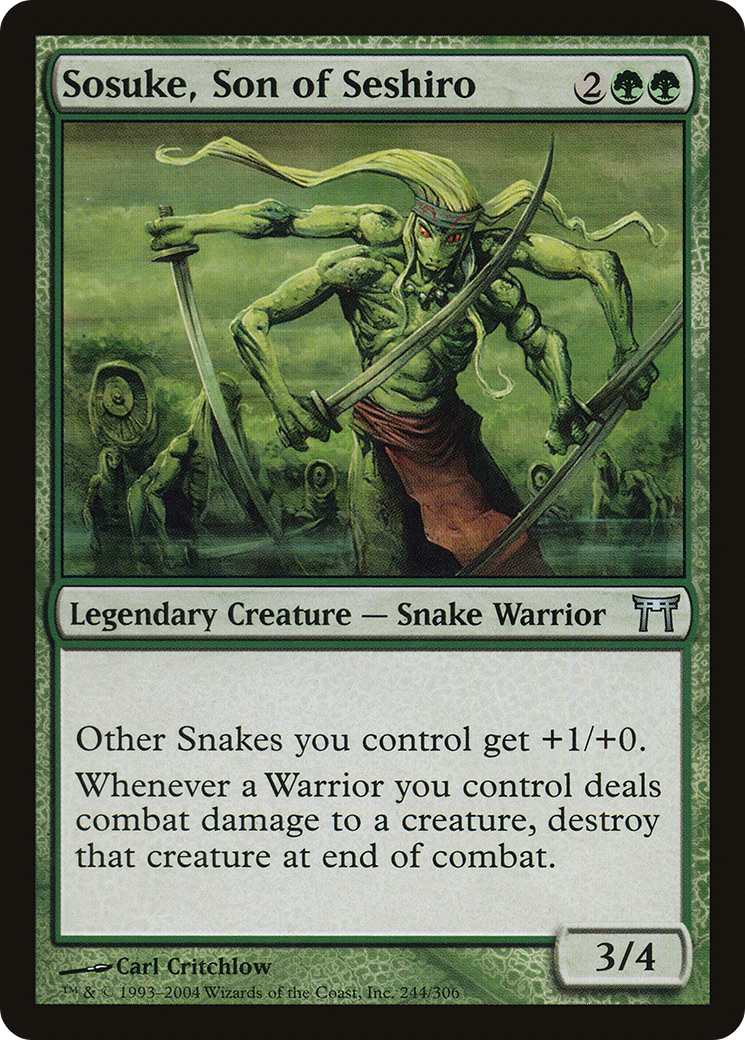 Sosuke, Son of Seshiro 2
Legendary Creature — Snake Warrior
Other Snakes you control get +1/+0.
Whenever a Warrior you control deals
combat damage to a creature, destroy
that creature at end of combat.
3/4
Carl Critchlow
™ & © 1993–2004 Wizards of the Coast, Inc. 244/306